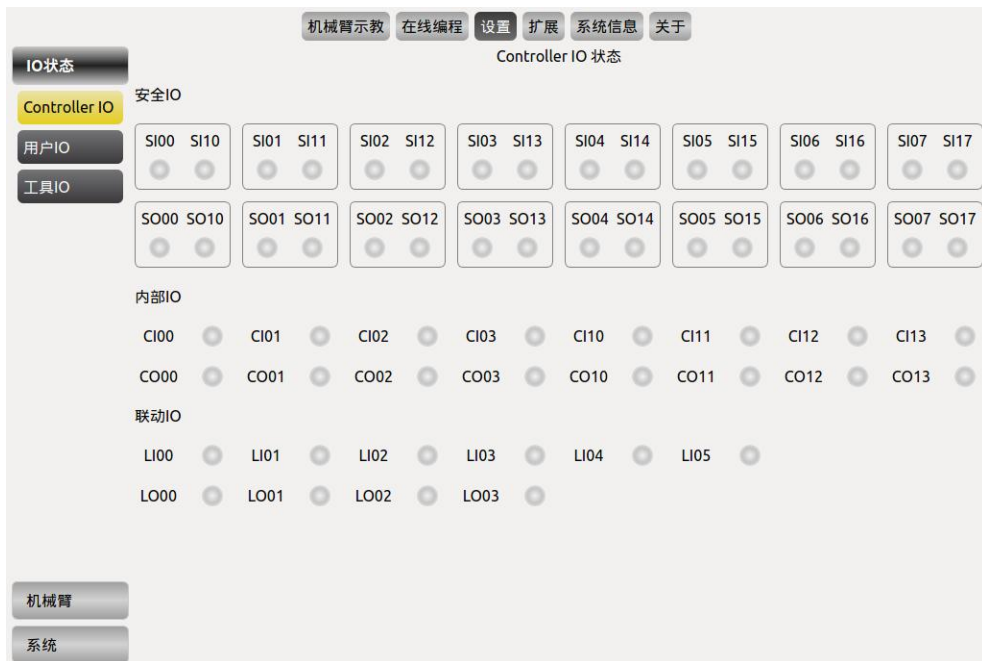 机械臂示教 在线编程 设置 扩展 系统信息 关于
IO状态
Controller IO 状态
Controller IO
用户IO
工具IO
安全IO
SI00 SI10 SI01 SI11 SI02 SI12 SI03 SI13 SI04 SI14 SI05 SI15 SI06 SI16 SI07 SI17
SO00 SO10 SO01 SO11 SO02 SO12 SO03 SO13 SO04 SO14 SO05 SO15 SO06 SO16 SO07 SO17
内部IO
CI00 CI01 CI02 CI03 CI10 CI11 CI12 CI13
CO00 CO01 CO02 CO03 CO10 CO11 CO12 CO13
联动IO
LI00 LI01 LI02 LI03 LI04 LI05
LO00 LO01 LO02 LO03
机械臂
系统